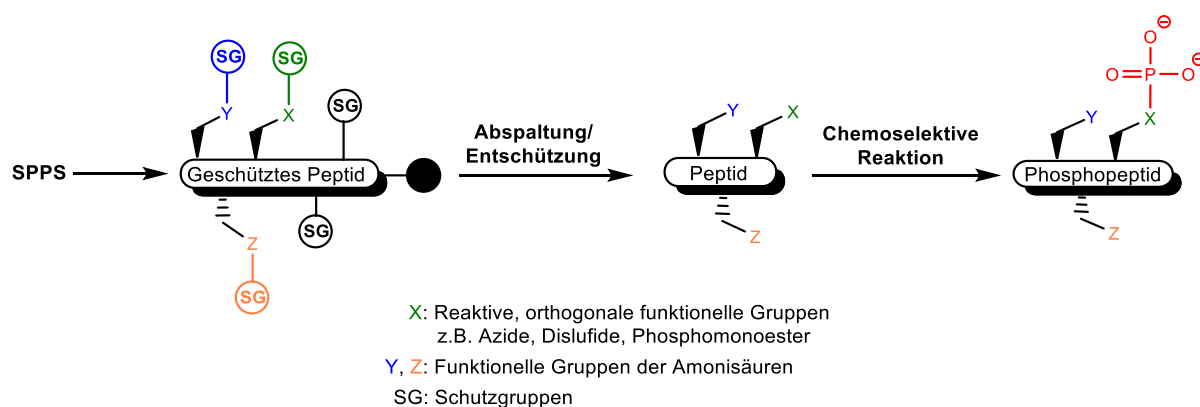 SG
SG
SG
Y
X
SPPS
Geschütztes Peptid
SG
Z
SG
Abspaltung/
Entschützung
Y
X
Peptid
Z
Chemoselektive
Reaktion
O⊖
O=P-O⊖
Y
X
Phosphopeptid
Z
X: Reaktive, orthogonale funktionelle Gruppen
z.B. Azide, Dislufide, Phosphomonoester
Y, Z: Funktionelle Gruppen der Amonisäuren
SG: Schutzgruppen